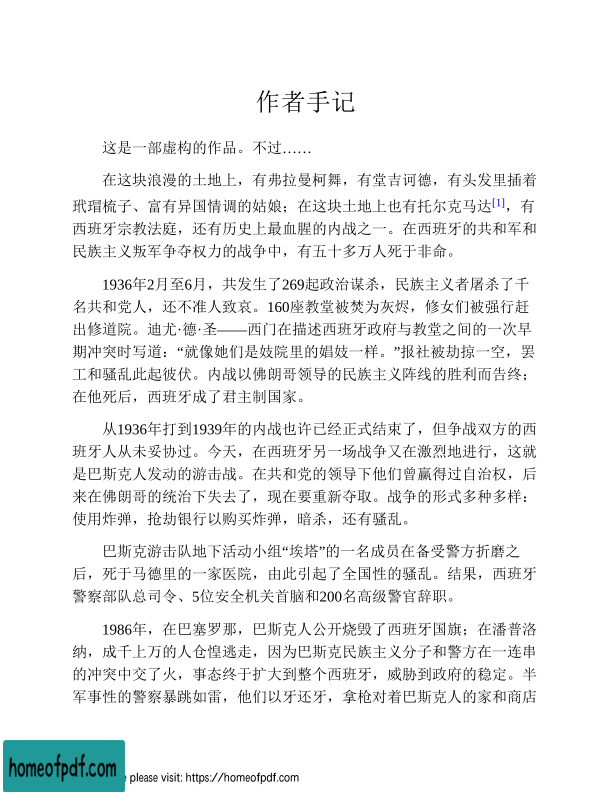 作者手记
这是一部虚构的作品。不过……
在这块浪漫的土地上，有弗拉曼柯舞，有堂吉诃德，有头发里插着
玳瑁梳子、富有异国情调的姑娘；在这块土地上也有托尔克马达[1]，有
西班牙宗教法庭，还有历史上最血腥的内战之一。在西班牙的共和军和
民族主义叛军争夺权力的战争中，有五十多万人死于非命。
1936年2月至6月，共发生了269起政治谋杀，民族主义者屠杀了千
名共和党人，还不准人致哀。160座教堂被焚为灰烬，修女们被强行赶
出修道院。迪尤·德·圣——西门在描述西班牙政府与教堂之间的一次早
期冲突时写道：“就像她们是妓院里的娼妓一样。”报社被劫掠一空，罢
工和骚乱此起彼伏。内战以佛朗哥领导的民族主义阵线的胜利而告终；
在他死后，西班牙成了君主制国家。
从1936年打到1939年的内战也许已经正式结束了，但争战双方的西
班牙人从未妥协过。今天，在西班牙另一场战争又在激烈地进行，这就
是巴斯克人发动的游击战。在共和党的领导下他们曾赢得过自治权，后
来在佛朗哥的统治下失去了，现在要重新夺取。战争的形式多种多样：
使用炸弹，抢劫银行以购买炸弹，暗杀，还有骚乱。
巴斯克游击队地下活动小组“埃塔”的一名成员在备受警方折磨之
后，死于马德里的一家医院，由此引起了全国性的骚乱。结果，西班牙
警察部队总司令、5位安全机关首脑和200名高级警官辞职。
1986年，在巴塞罗那，巴斯克人公开烧毁了西班牙国旗；在潘普洛
纳，成千上万的人仓惶逃走，因为巴斯克民族主义分子和警方在一连串
的冲突中交了火，事态终于扩大到整个西班牙，威胁到政府的稳定。半
军事性的警察暴跳如雷，他们以牙还牙，拿枪对着巴斯克人的家和商店
homeofpdf.com
e please visit: https://homeofpdf.com